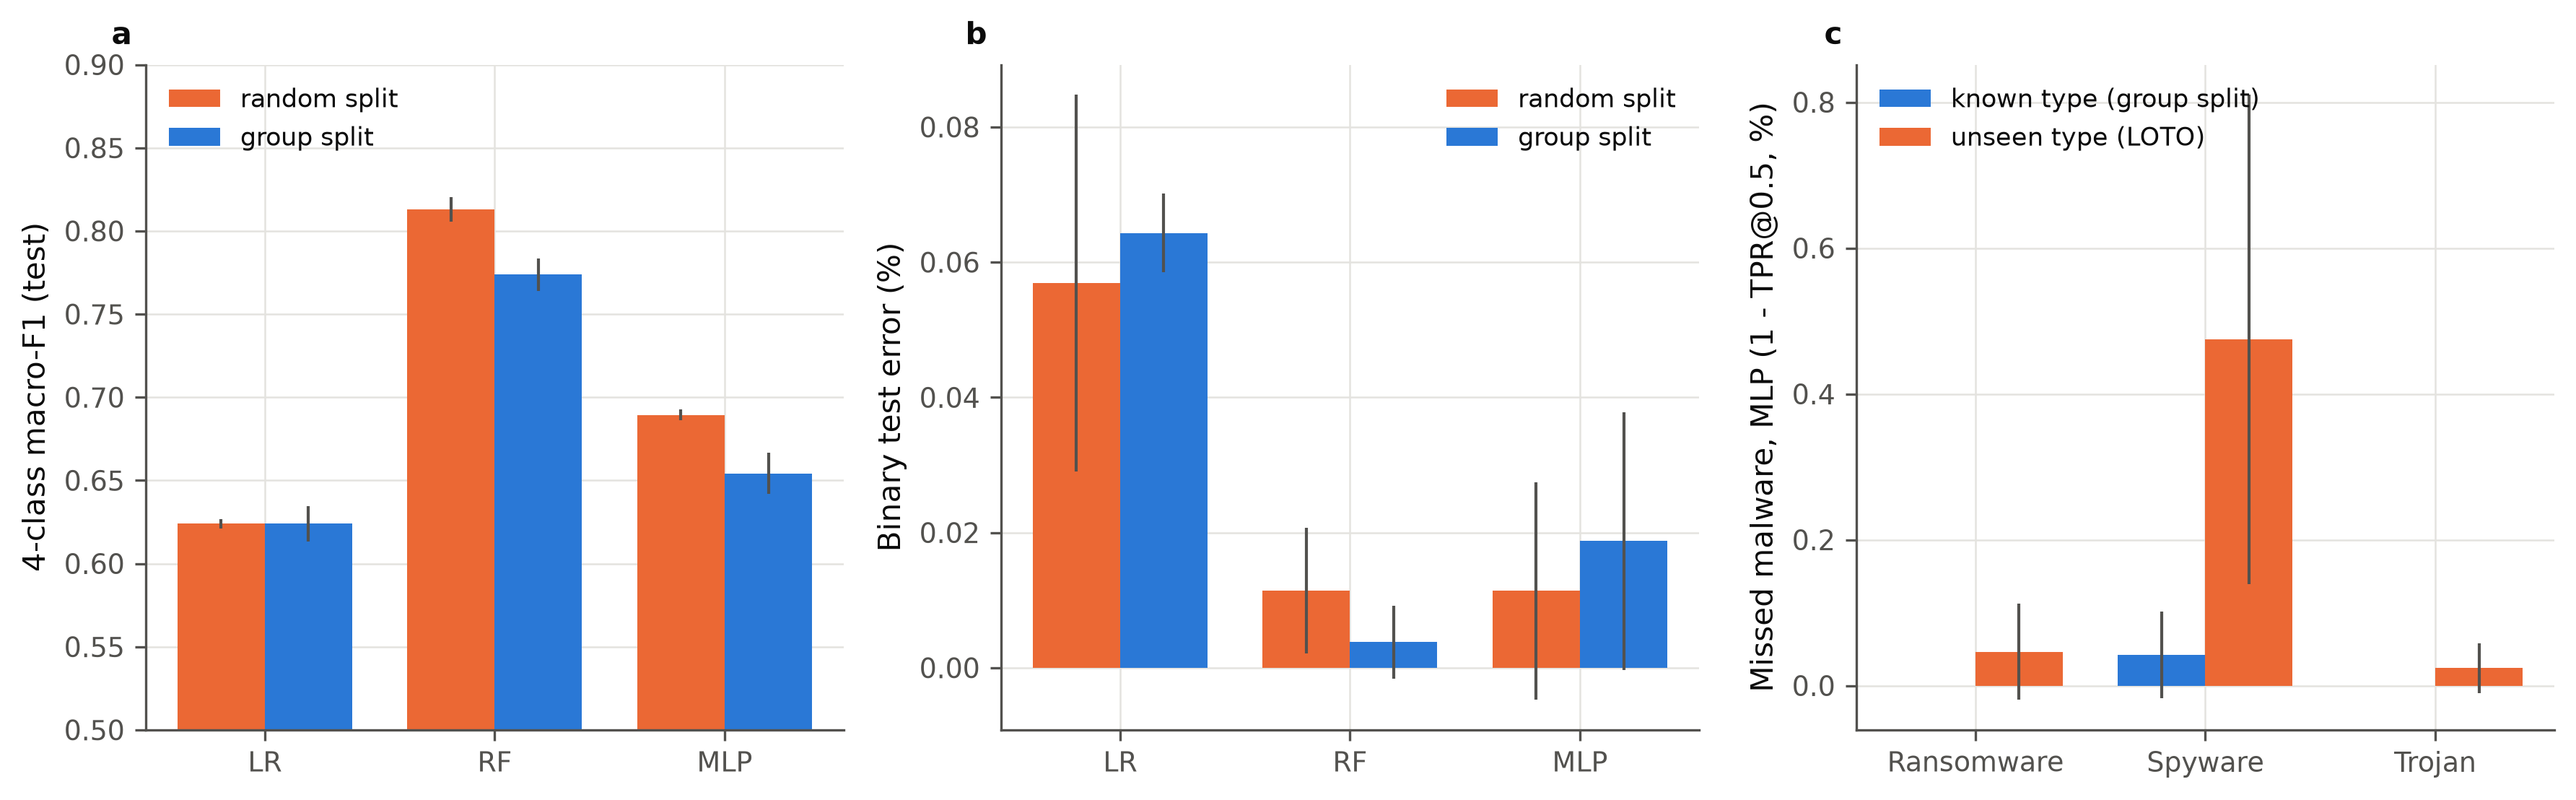 a
4-class macro-F1 (test)
0.90
0.85
0.80
0.75
0.70
0.65
0.60
0.55
0.50
random split
group split
LR RF MLP
b
Binary test error (%)
0.08
0.06
0.04
0.02
0.00
random split
group split
LR RF MLP
c
Missed malware, MLP (1 - TPR@0.5, %)
0.8
0.6
0.4
0.2
0.0
known type (group split)
unseen type (LOTO)
Ransomware Spyware Trojan